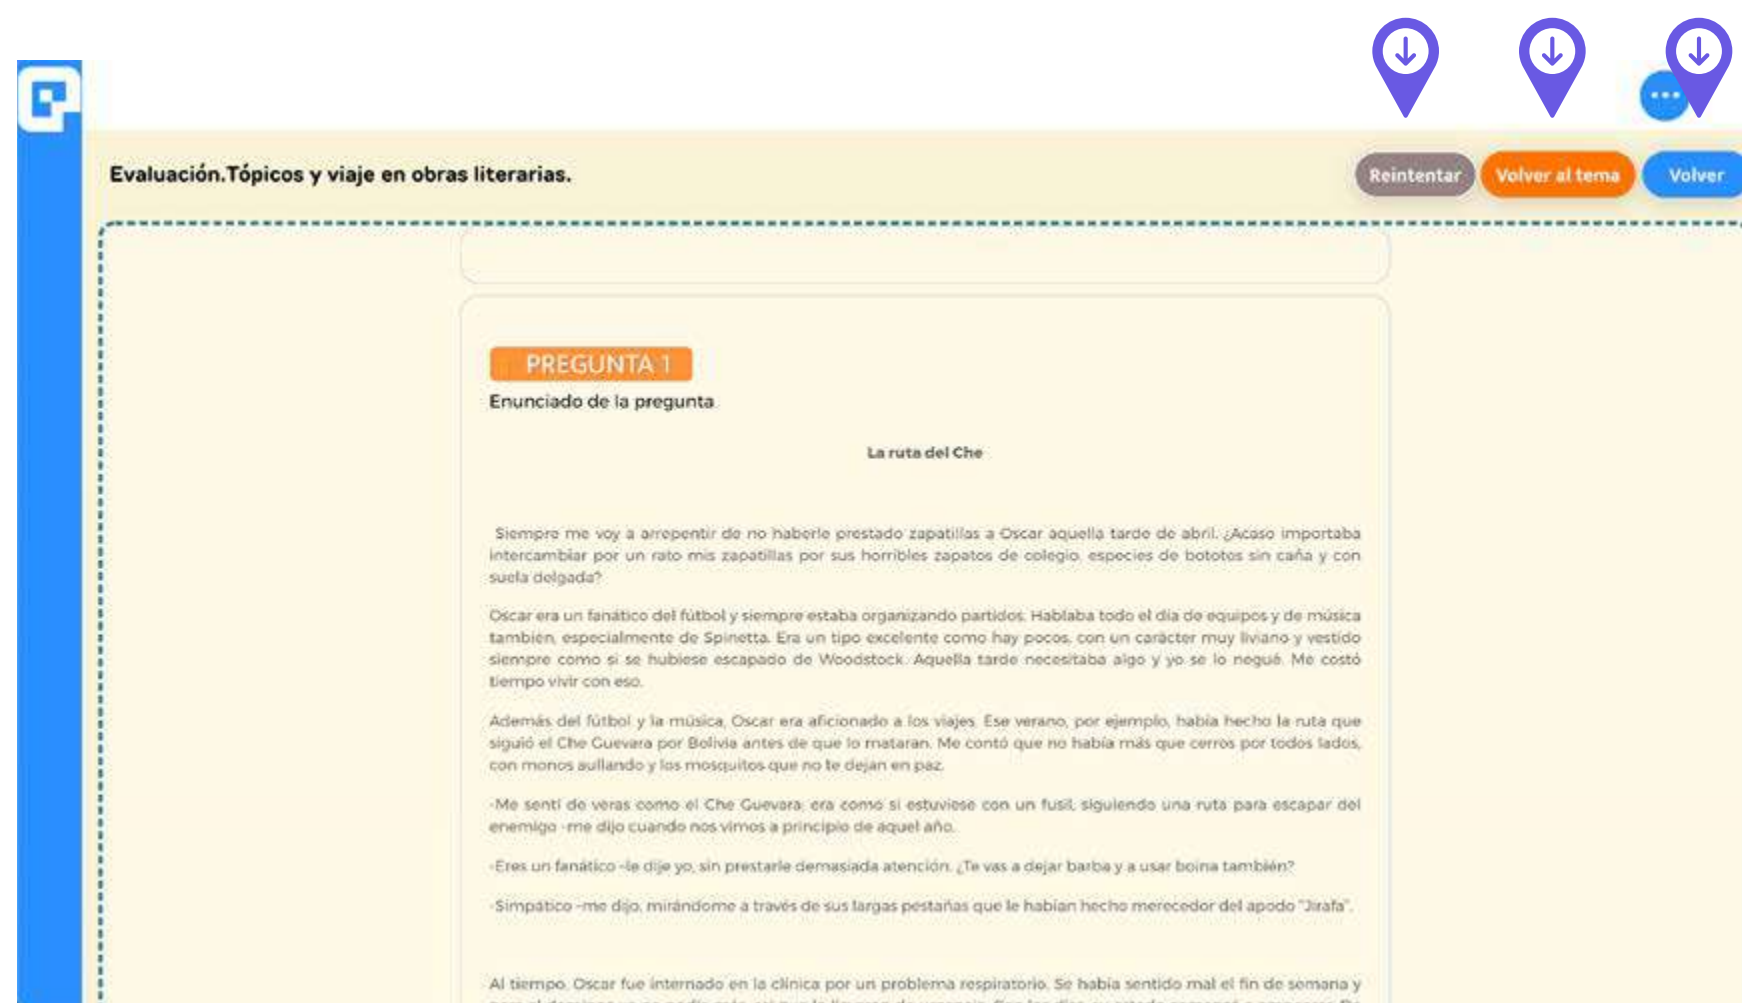 Evaluación.Tópicos y viaje en obras literarias.
Reintentar
Volver al tema
Volver
PREGUNTA 1
Enunciado de la pregunta
La ruta del Che
Siempre me voy a arrepentir de no haberle prestado zapatillas a Oscar aquella tarde de abril. ¿Acaso importaba
intercambiar por un rato mis zapatillas por sus horribles zapatos de colegio, especies de bototos sin caña y con
suela delgada?
Oscar era un fanático del fútbol y siempre estaba organizando partidos. Hablaba todo el día de equipos y de música
también, especialmente de Spinetta. Era un tipo excelente como hay pocos, con un carácter muy liviano y vestido
siempre como si se hubiese escapado de Woodstock. Aquella tarde necesitaba algo y yo se lo negué. Me costó
tiempo vivir con eso.
Además del fútbol y la música, Oscar era aficionado a los viajes. Ese verano, por ejemplo, había hecho la ruta que
siguió el Che Guevara por Bolivia antes de que lo mataran. Me contó que no había más que cerros por todos lados,
con monos aullando y los mosquitos que no te dejan en paz.
-Me sentí de veras como el Che Guevara; era como si estuviese con un fusil, siguiendo una ruta para escapar del
enemigo -me dijo cuando nos vimos a principio de aquel año.
-Eres un fanático -le dije yo, sin prestarle demasiada atención. ¿Te vas a dejar barba y a usar boina también?
-Simpático -me dijo, mirándome a través de sus largas pestañas que le habían hecho merecedor del apodo "Jirafa".
Al tiempo, Oscar fue internado en la clínica por un problema respiratorio. Se había sentido mal el fin de semana y